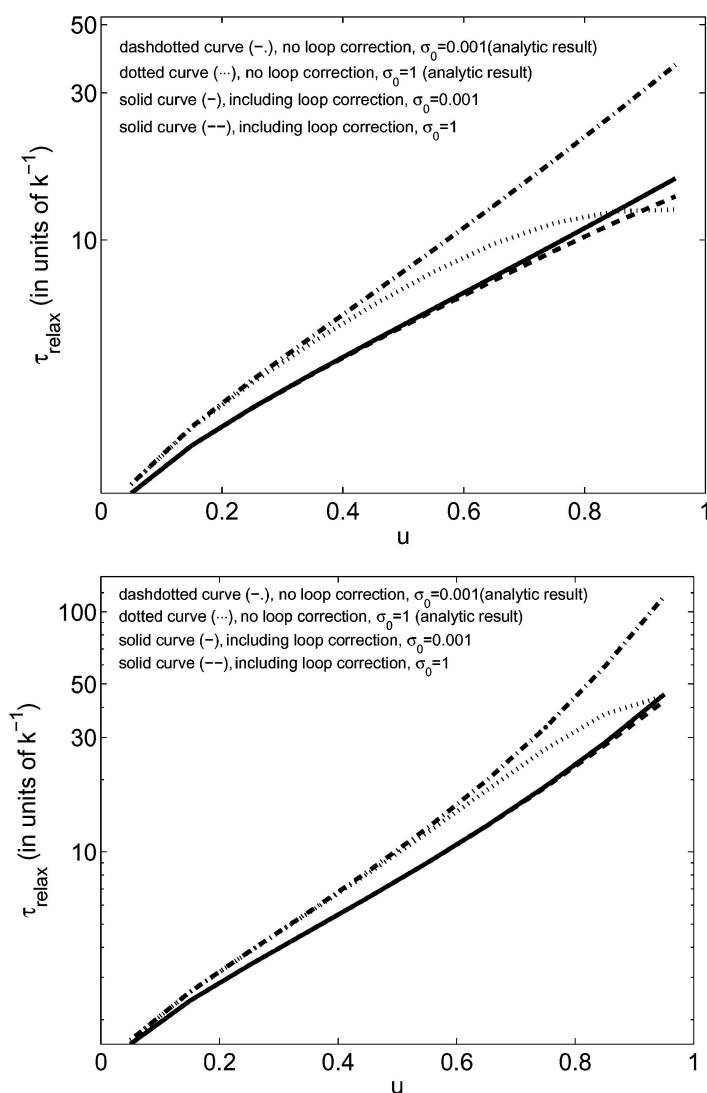 50
dashdotted curve (−.), no loop correction, σ0=0.001(analytic result)
dotted curve (···), no loop correction, σ0=1 (analytic result)
30
solid curve (−), including loop correction, σ0=0.001
solid curve (−−), including loop correction, σ0=1
τrelax (in units of k−1)
10
0 0.2 0.4 0.6 0.8 1
u
dashdotted curve (−.), no loop correction, σ0=0.001(analytic result)
100
dotted curve (···), no loop correction, σ0=1 (analytic result)
solid curve (−), including loop correction, σ0=0.001
solid curve (−−), including loop correction, σ0=1
50
30
τrelax (in units of k−1)
10
0 0.2 0.4 0.6 0.8 1
u